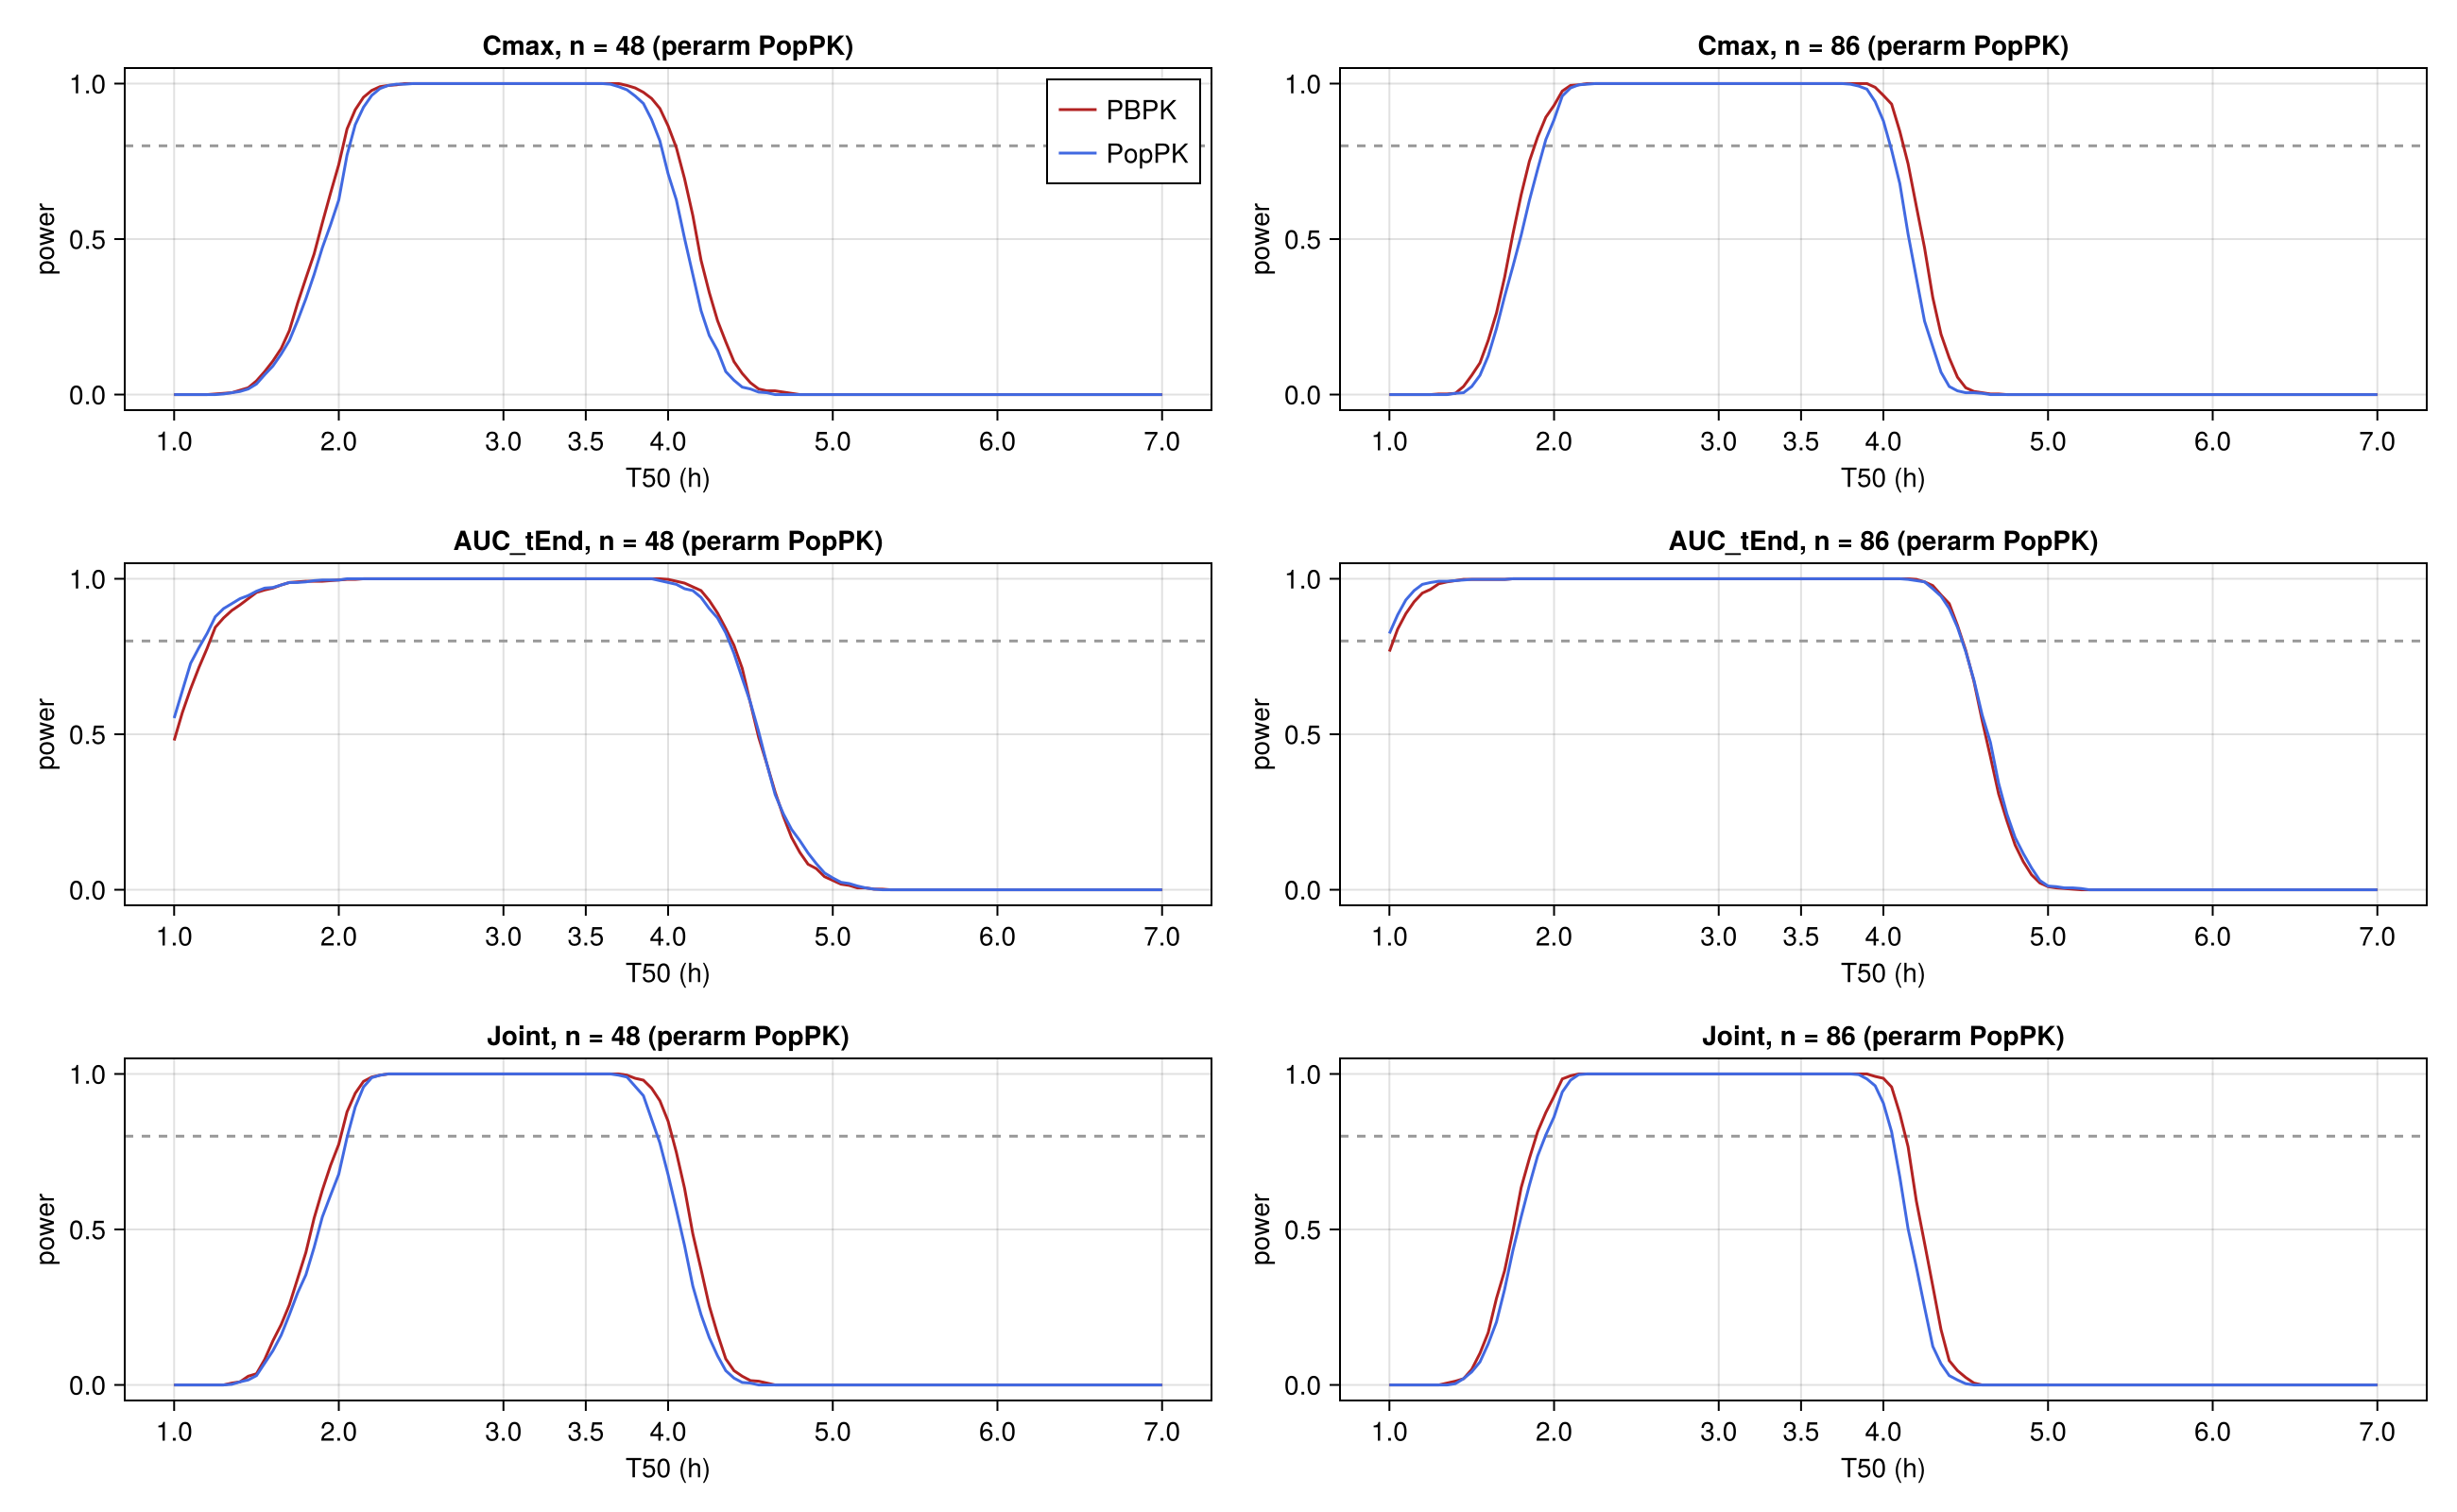 Cmax, n = 48 (perarm PopPK)
1.0
0.5
0.0
power
PBPK
PopPK
1.0 2.0 3.0 3.5 4.0 5.0 6.0 7.0
T50 (h)
Cmax, n = 86 (perarm PopPK)
1.0
0.5
0.0
power
1.0 2.0 3.0 3.5 4.0 5.0 6.0 7.0
T50 (h)
AUC_tEnd, n = 48 (perarm PopPK)
1.0
0.5
0.0
power
1.0 2.0 3.0 3.5 4.0 5.0 6.0 7.0
T50 (h)
AUC_tEnd, n = 86 (perarm PopPK)
1.0
0.5
0.0
power
1.0 2.0 3.0 3.5 4.0 5.0 6.0 7.0
T50 (h)
Joint, n = 48 (perarm PopPK)
1.0
0.5
0.0
power
1.0 2.0 3.0 3.5 4.0 5.0 6.0 7.0
T50 (h)
Joint, n = 86 (perarm PopPK)
1.0
0.5
0.0
power
1.0 2.0 3.0 3.5 4.0 5.0 6.0 7.0
T50 (h)